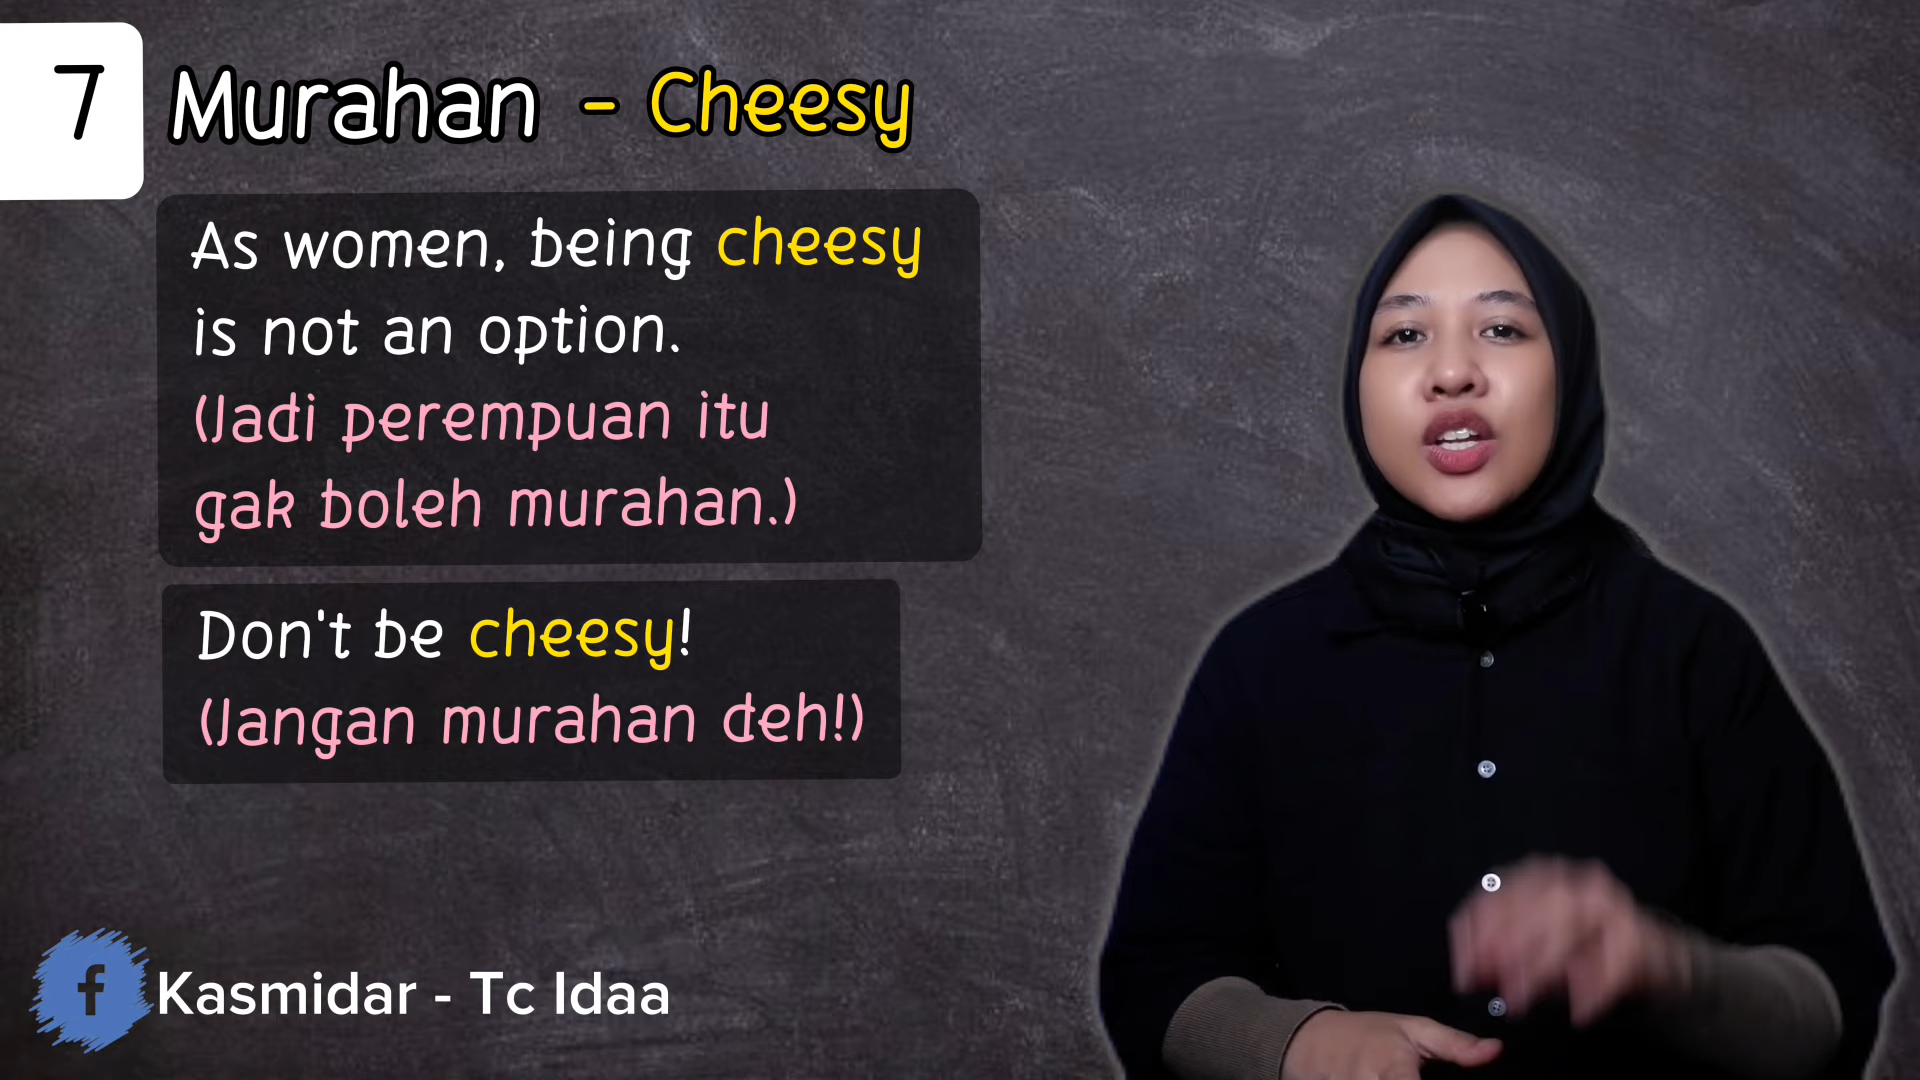 7
Murahan - Cheesy
As women, being cheesy
is not an option.
(Jadi perempuan itu
gak boleh murahan.)
Don't be cheesy!
(Jangan murahan deh!)
f Kasmidar - Tc Idaa